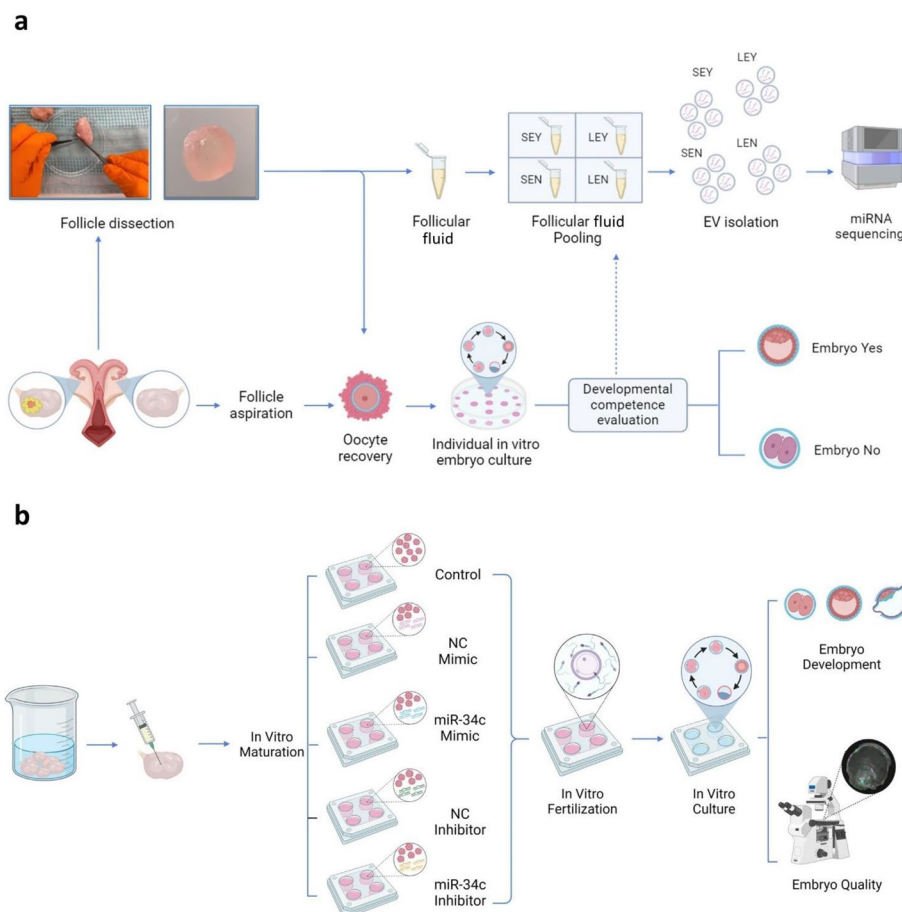 a
SEY
LEY
SEN
LEN
SEY
LEY
SEN
LEN
Follicle dissection
Follicular
fluid
Follicular fluid
Pooling
EV isolation
miRNA
sequencing
Follicle
aspiration
Oocyte
recovery
Individual in vitro
embryo culture
Developmental
competence
evaluation
Embryo Yes
Embryo No
b
Control
NC
Mimic
miR-34c
Mimic
NC
Inhibitor
miR-34c
Inhibitor
In Vitro
Maturation
In Vitro
Fertilization
In Vitro
Culture
Embryo
Development
Embryo Quality